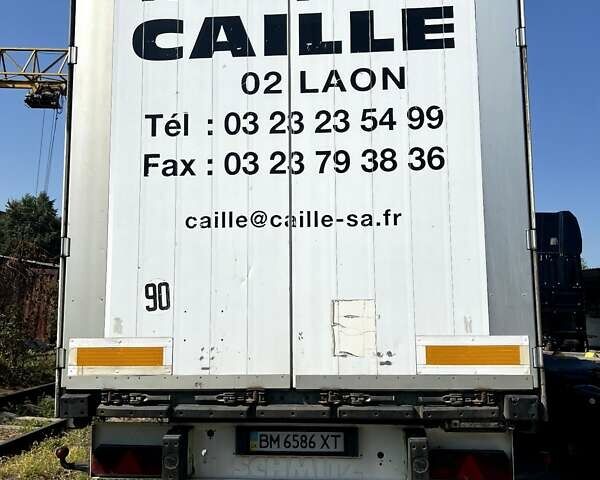 CAILLE
02 LAON
Tél : 03 23 23 54 99
Fax : 03 23 79 38 36
caille@caille-sa.fr
90
BM 6586 XT
SCHMITZ